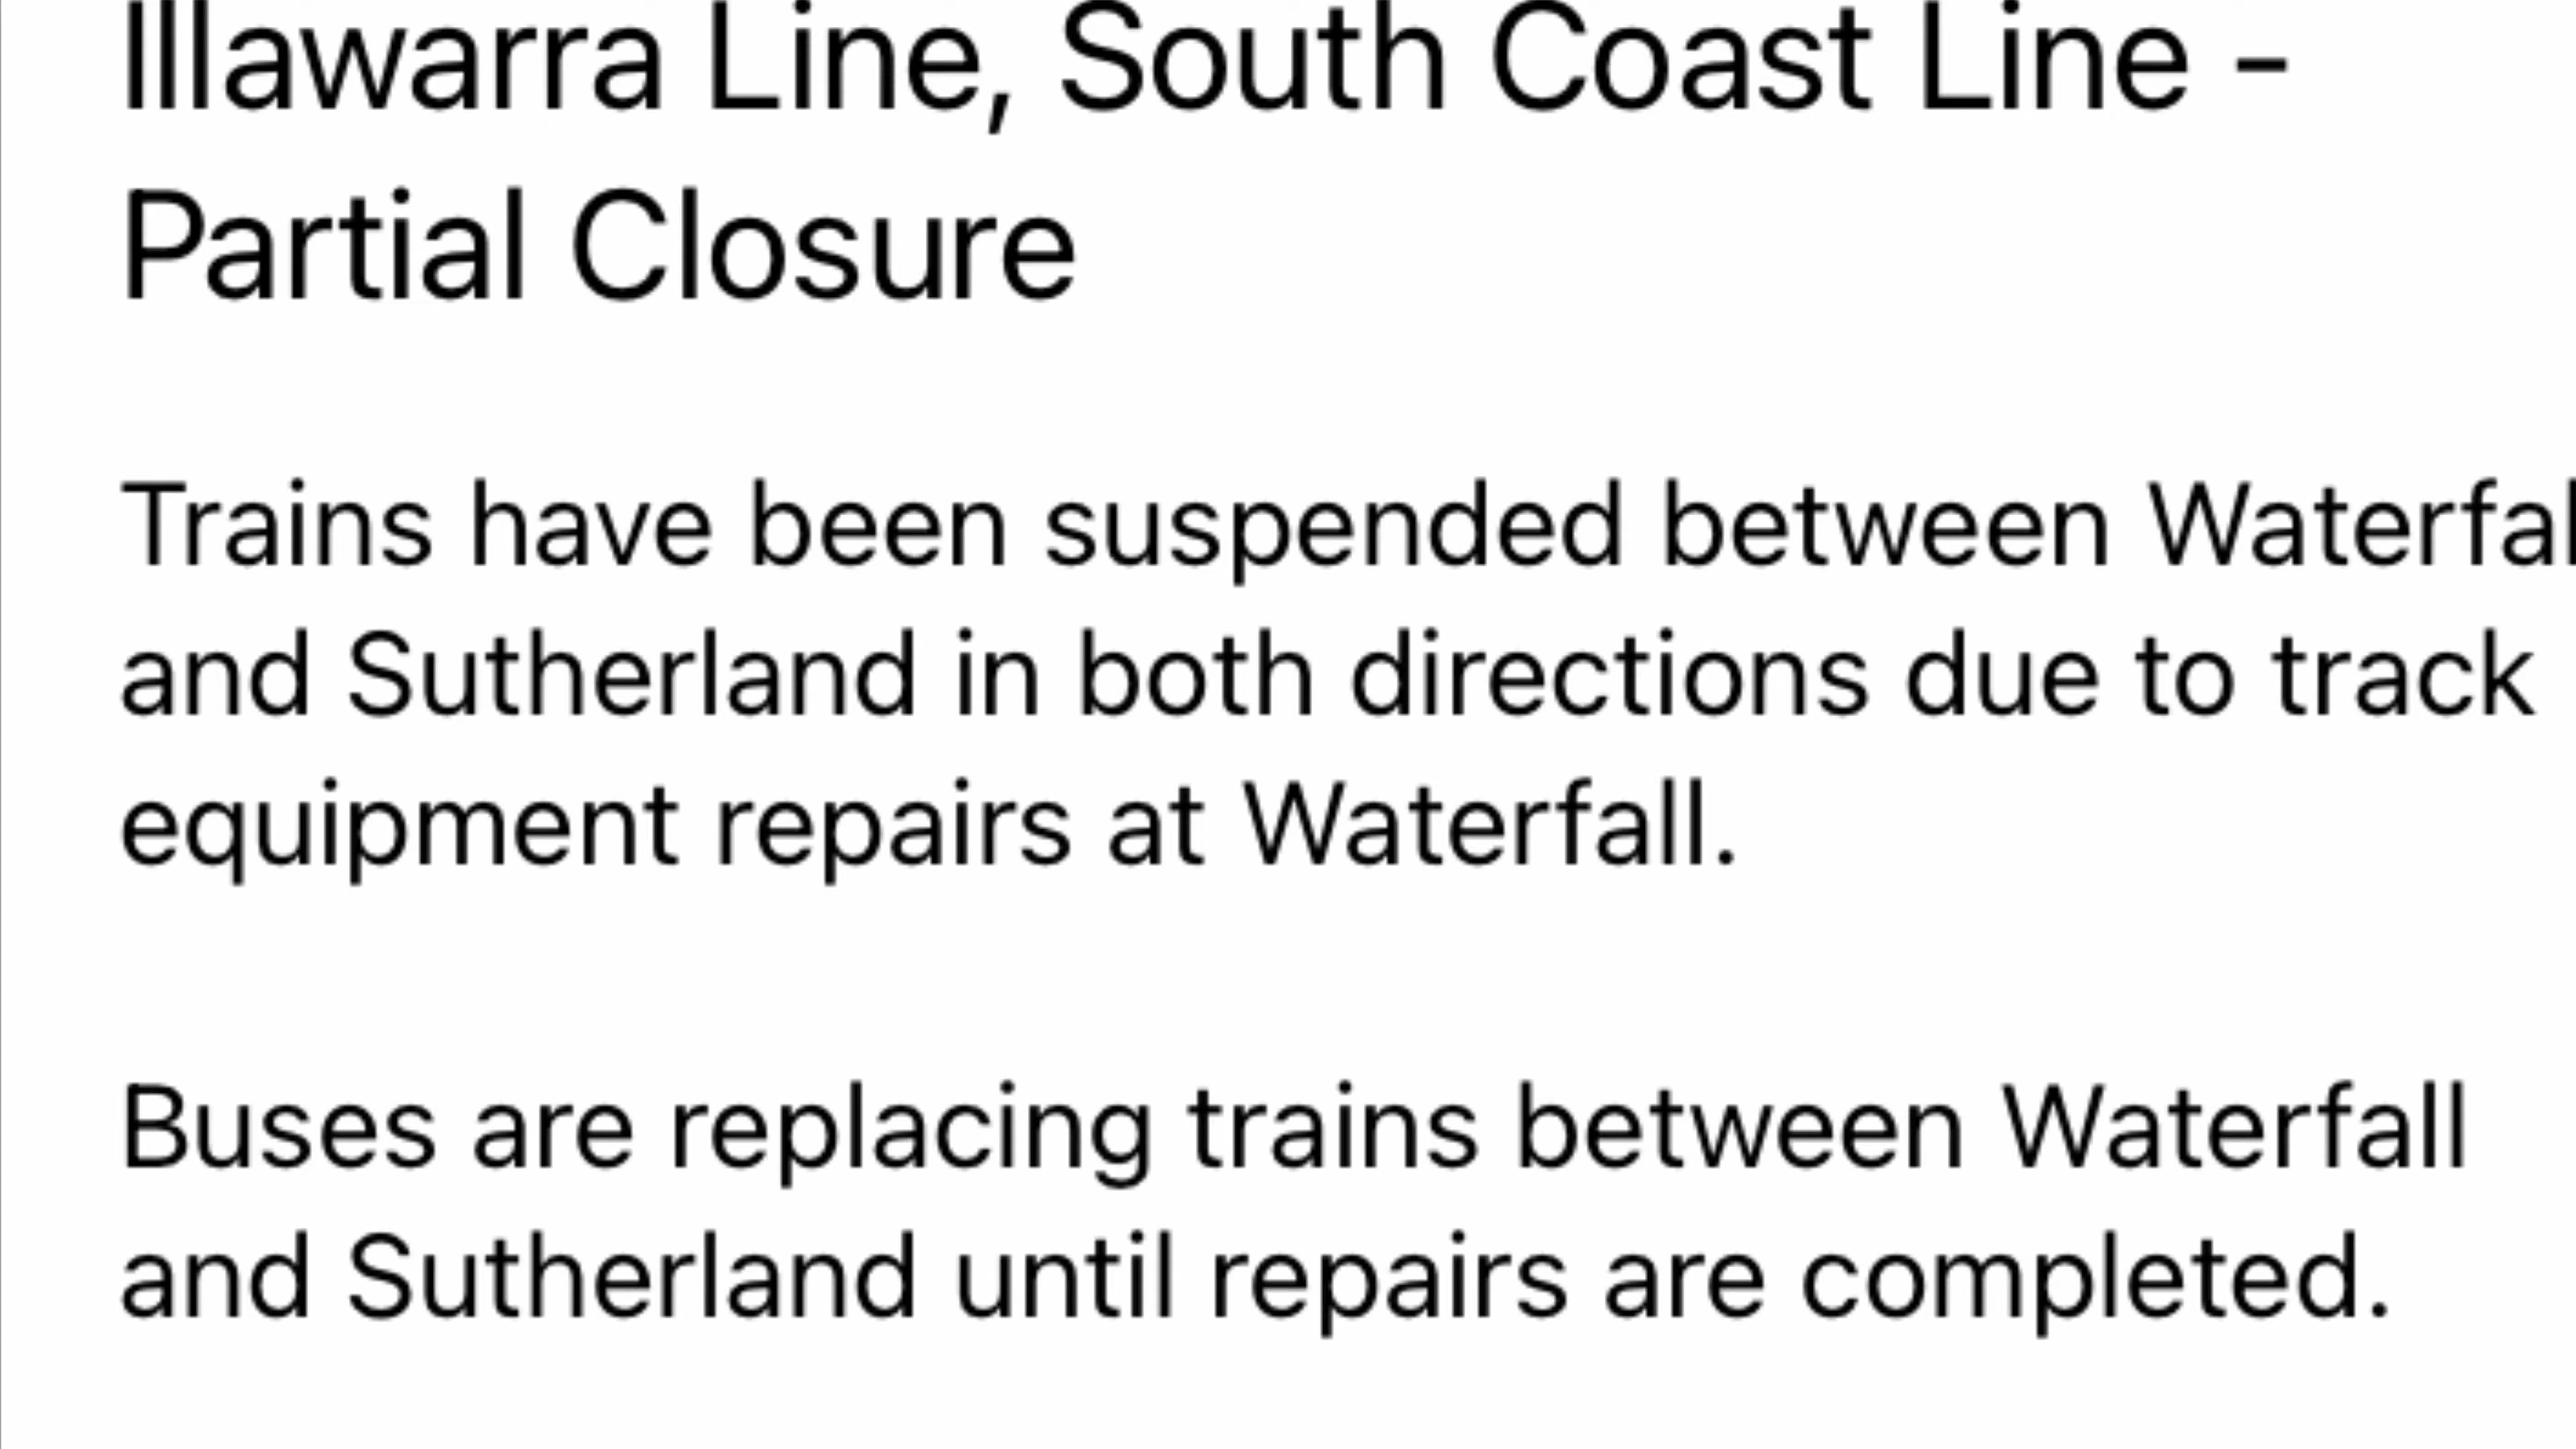 Illawarra Line, South Coast Line -
Partial Closure
Trains have been suspended between Waterfal
and Sutherland in both directions due to track
equipment repairs at Waterfall.
Buses are replacing trains between Waterfall
and Sutherland until repairs are completed.